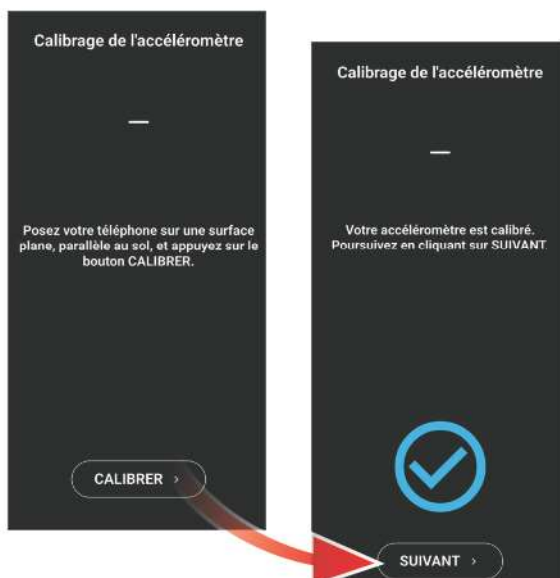 Calibrage de l'accéléromètre
Posez votre téléphone sur une surface
plane, parallèle au sol, et appuyez sur le
bouton CALIBRER.
CALIBRER >
Calibrage de l'accéléromètre
Votre accéléromètre est calibré.
Poursuivez en cliquant sur SUIVANT.
SUIVANT >